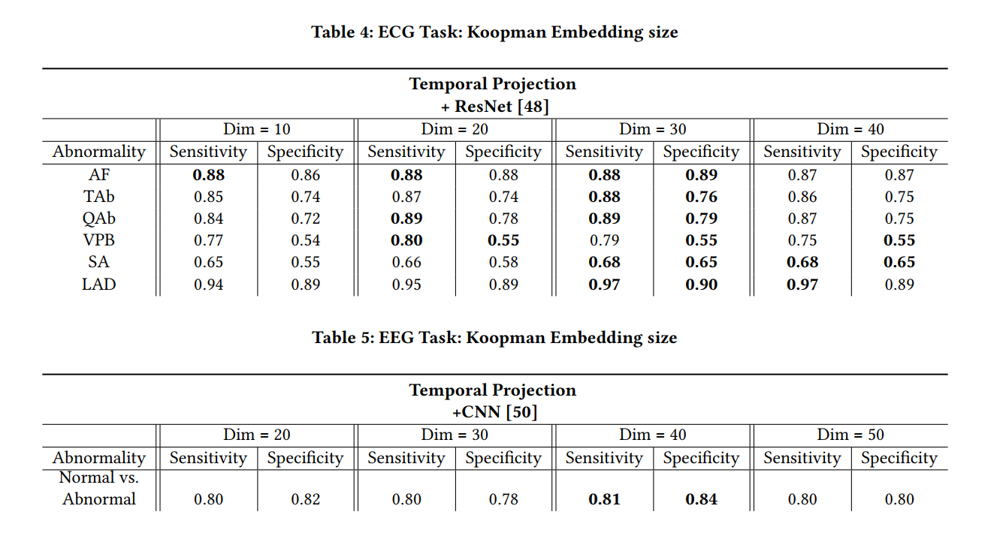 Table 4: ECG Task: Koopman Embedding size
Temporal Projection
+ ResNet [48]
Dim = 10 Dim = 20 Dim = 30 Dim = 40
Abnormality Sensitivity Specificity Sensitivity Specificity Sensitivity Specificity Sensitivity Specificity
AF 0.88 0.86 0.88 0.88 0.88 0.89 0.87 0.87
TAb 0.85 0.74 0.87 0.74 0.88 0.76 0.86 0.75
QAb 0.84 0.72 0.89 0.78 0.89 0.79 0.87 0.75
VPB 0.77 0.54 0.80 0.55 0.79 0.55 0.75 0.55
SA 0.65 0.55 0.66 0.58 0.68 0.65 0.68 0.65
LAD 0.94 0.89 0.95 0.89 0.97 0.90 0.97 0.89
Table 5: EEG Task: Koopman Embedding size
Temporal Projection
+CNN [50]
Dim = 20 Dim = 30 Dim = 40 Dim = 50
Abnormality Sensitivity Specificity Sensitivity Specificity Sensitivity Specificity Sensitivity Specificity
Normal vs.
Abnormal 0.80 0.82 0.80 0.78 0.81 0.84 0.80 0.80